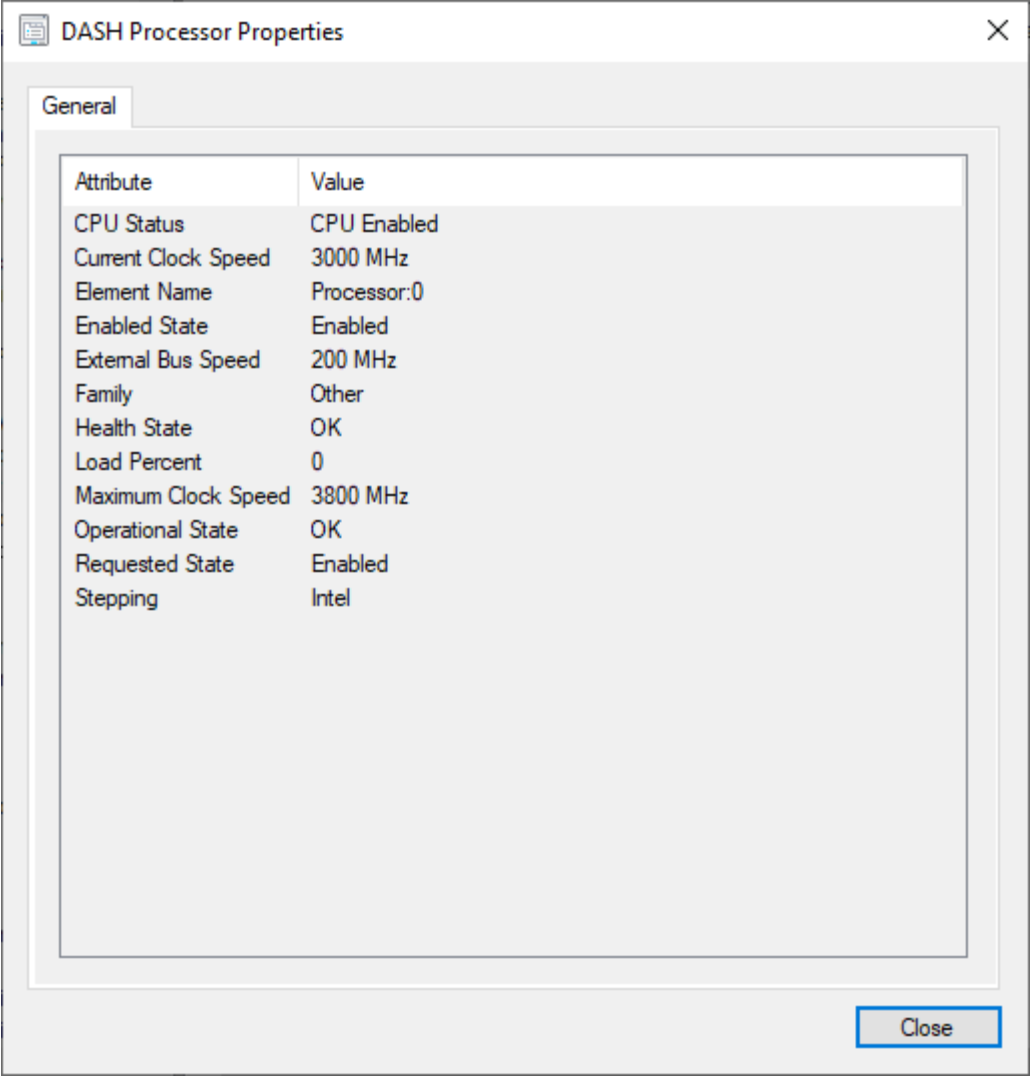 DASH Processor Properties
General
Attribute Value
CPU Status CPU Enabled
Current Clock Speed 3000 MHz
Element Name Processor:0
Enabled State Enabled
External Bus Speed 200 MHz
Family Other
Health State OK
Load Percent 0
Maximum Clock Speed 3800 MHz
Operational State OK
Requested State Enabled
Stepping Intel
Close